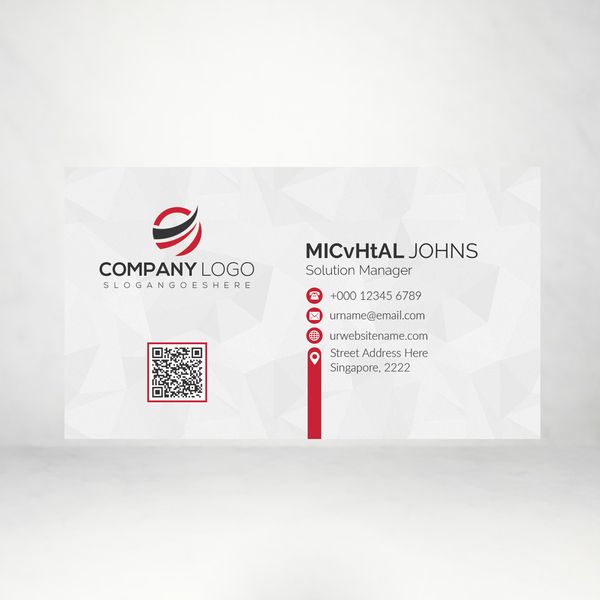 COMPANY LOGO
SLOGANGOESHERE
MICvHtAL JOHNS
Solution Manager
+000 12345 6789
urname@email.com
urwebsitename.com
Street Address Here
Singapore, 2222